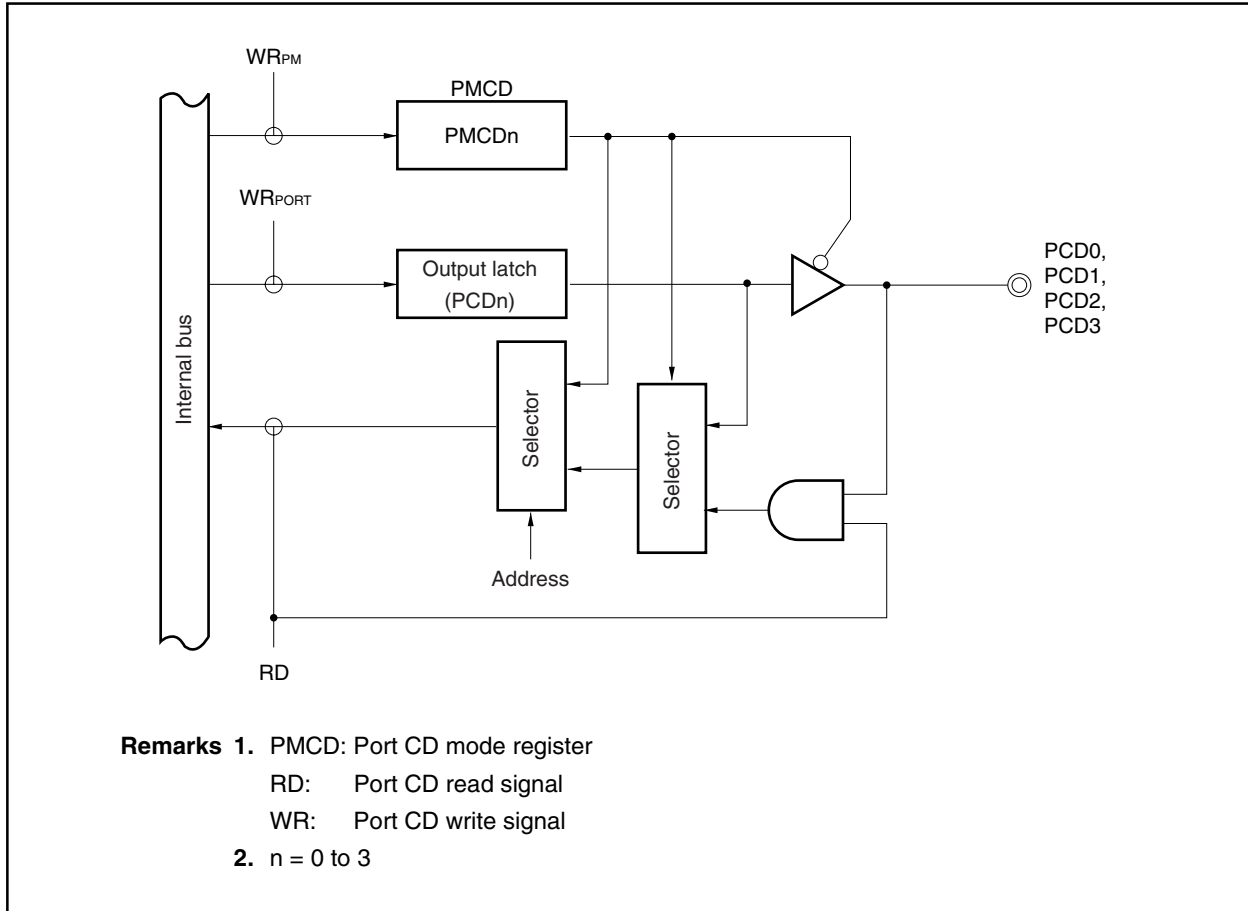 WRPM
PMCD
PMCDn
WRPORT
Output latch
(PCDn)
PCD0,
PCD1,
PCD2,
PCD3
Internal bus
Selector
Selector
Address
RD
Remarks 1. PMCD: Port CD mode register
RD: Port CD read signal
WR: Port CD write signal
2. n = 0 to 3